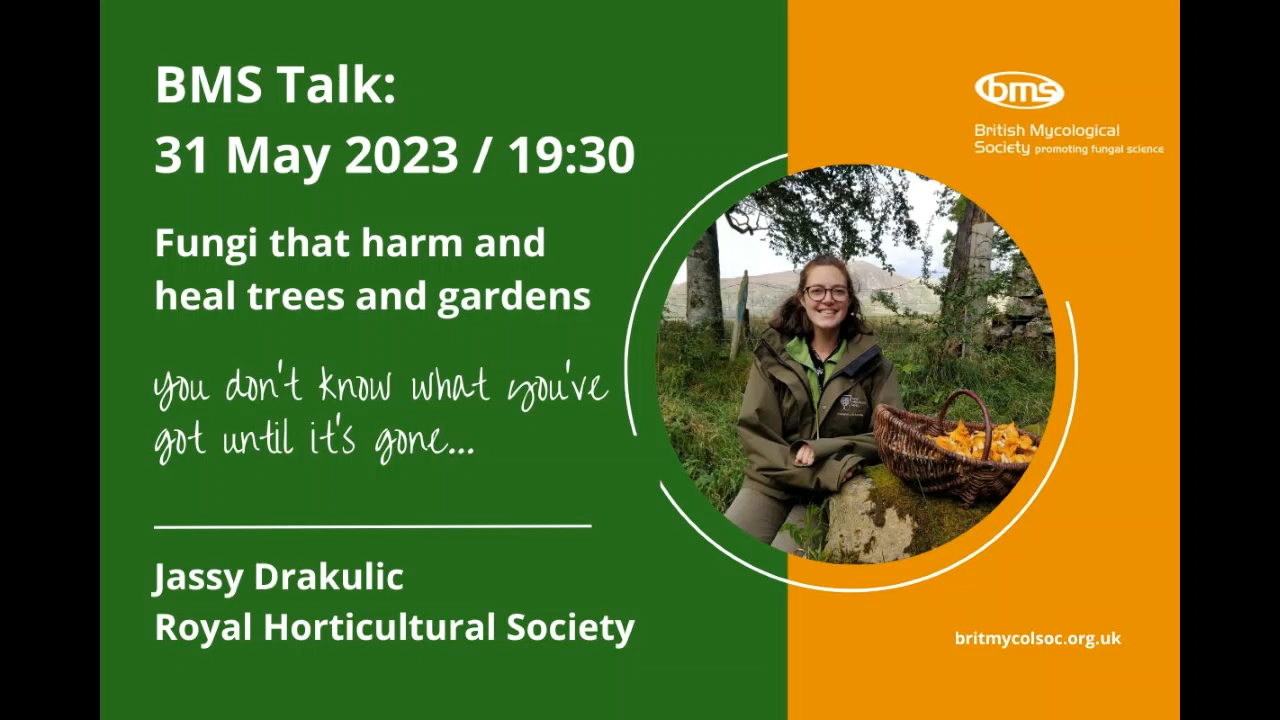 BMS Talk:
31 May 2023 / 19:30
Fungi that harm and
heal trees and gardens
you don't know what you've
got until it's gone...
Jassy Drakulic
Royal Horticultural Society
bms
British Mycological
Society promoting fungal science
britmycolsoc.org.uk